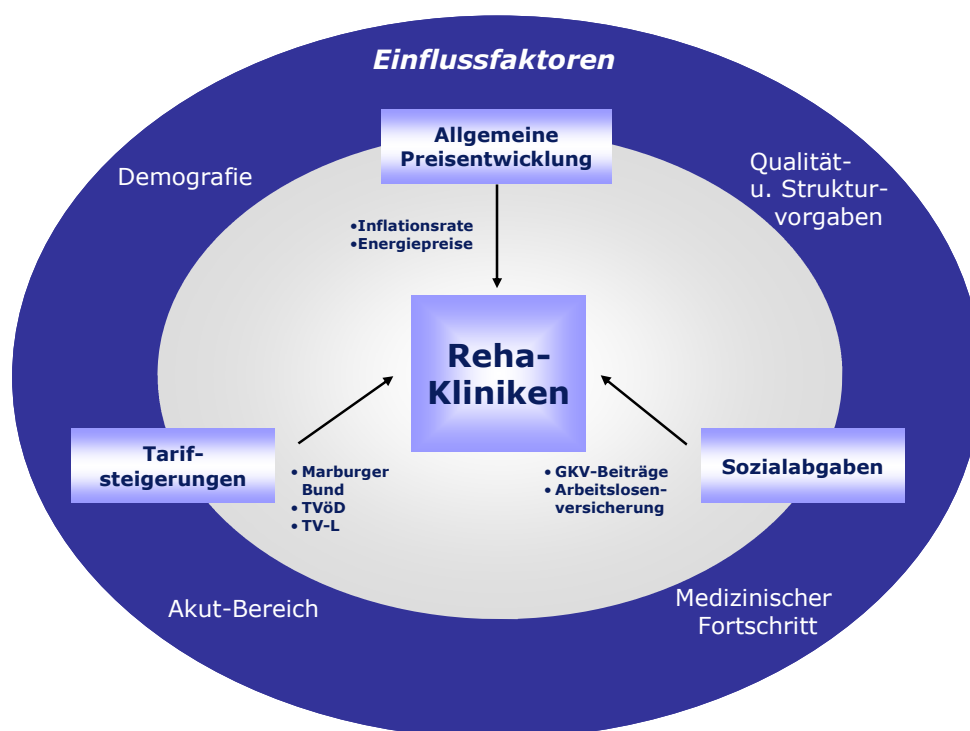 Einflussfaktoren
Allgemeine
Preisentwicklung
Demografie
Qualität-
u. Struktur-
vorgaben
•Inflationsrate
•Energiepreise
Reha-
Kliniken
Tarif-
steigerungen
• Marburger
Bund
• TVöD
• TV-L
• GKV-Beiträge
• Arbeitslosen-
versicherung
Sozialabgaben
Akut-Bereich
Medizinischer
Fortschritt